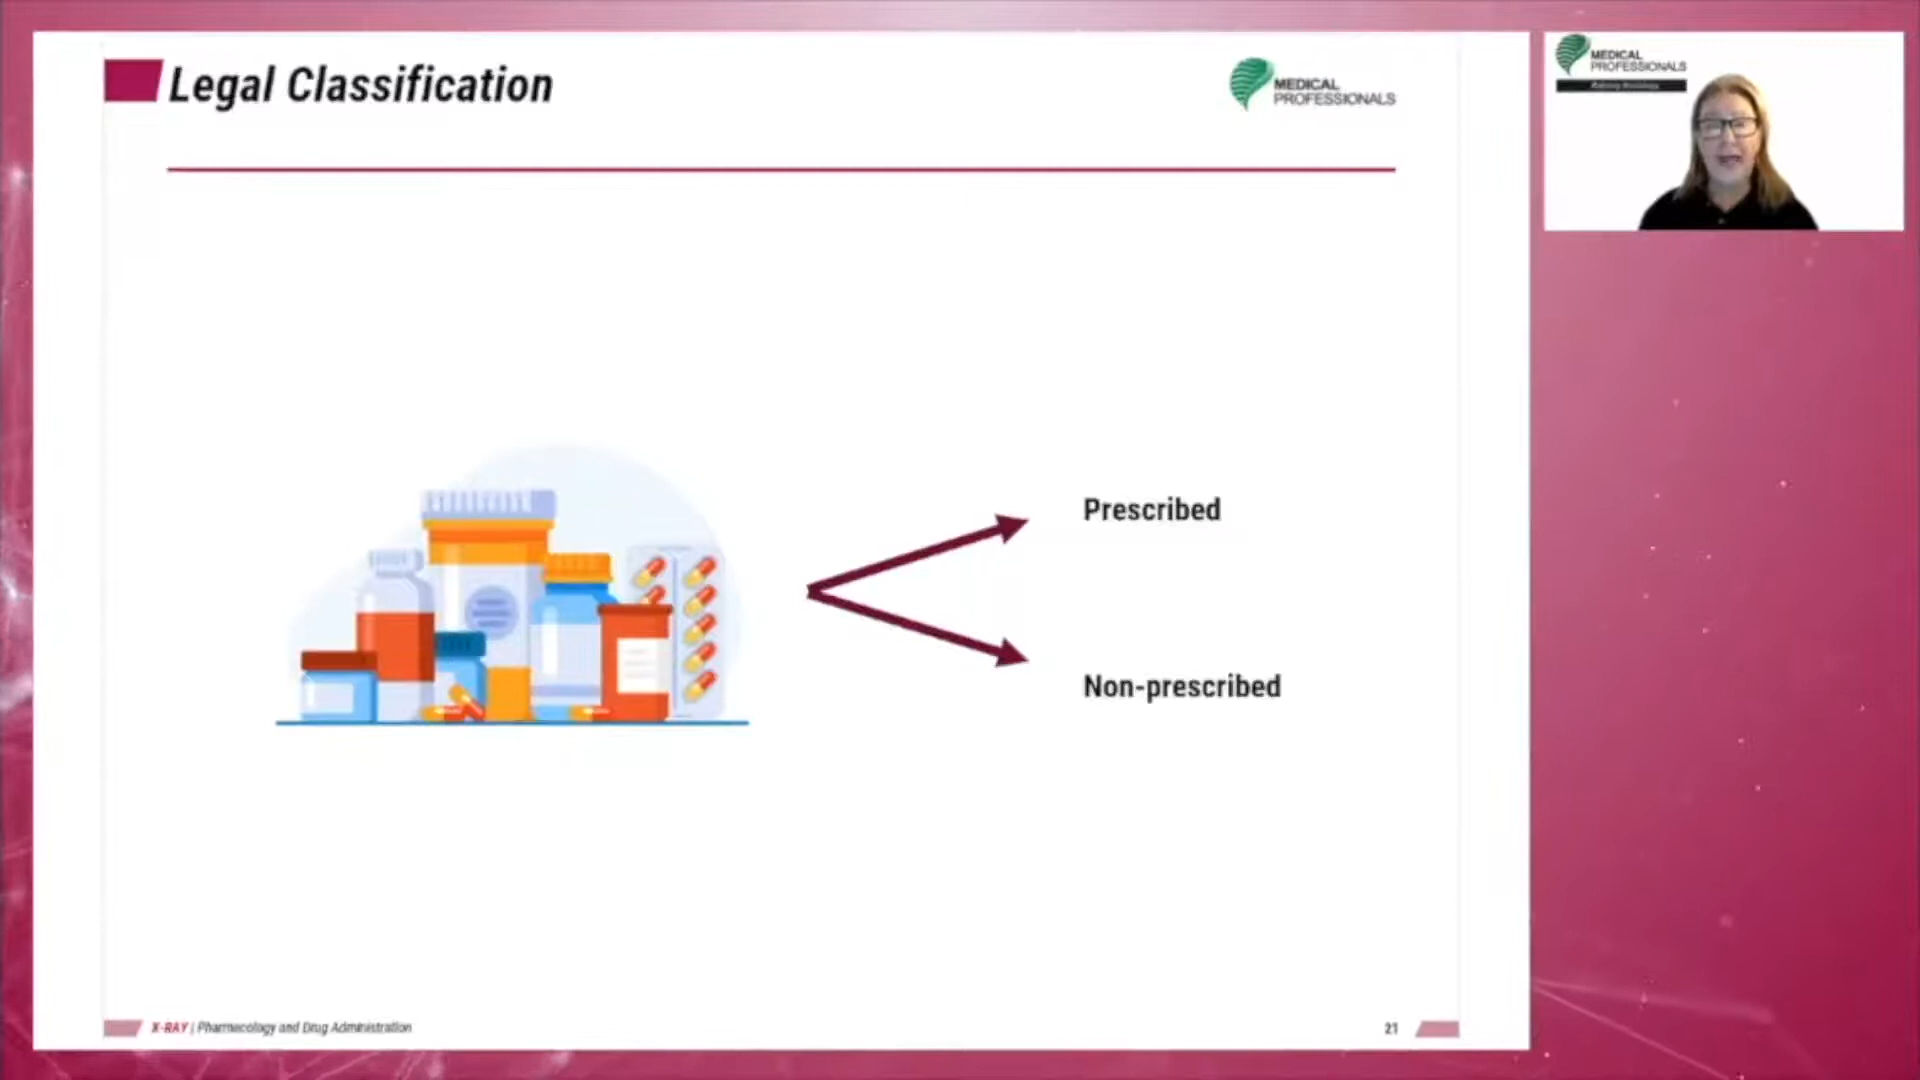 Legal Classification
MEDICAL
PROFESSIONALS
MEDICAL
PROFESSIONALS
Prescribed
Non-prescribed
X-RAY | Pharmacology and Drug Administration
21